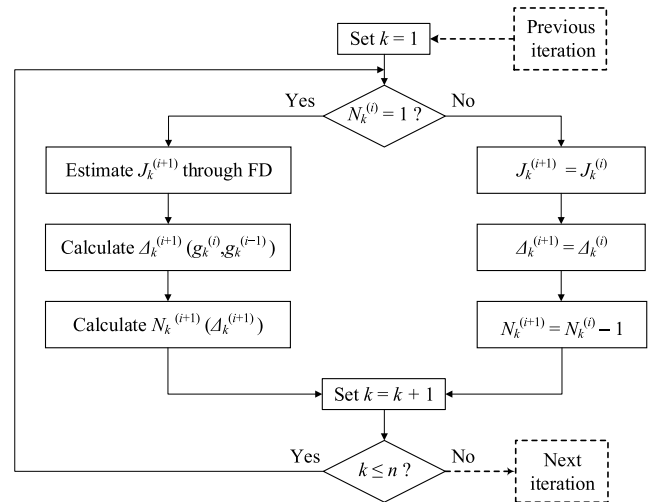 Previous
iteration
Set k = 1
Yes
N_k^(i) = 1 ?
No
Estimate J_k^(i+1) through FD
J_k^(i+1) = J_k^(i)
Calculate Δ_k^(i+1) (g_k^(i),g_k^(i−1))
Δ_k^(i+1) = Δ_k^(i)
Calculate N_k^(i+1) (Δ_k^(i+1))
N_k^(i+1) = N_k^(i) − 1
Set k = k + 1
Yes
k ≤ n ?
No
Next
iteration